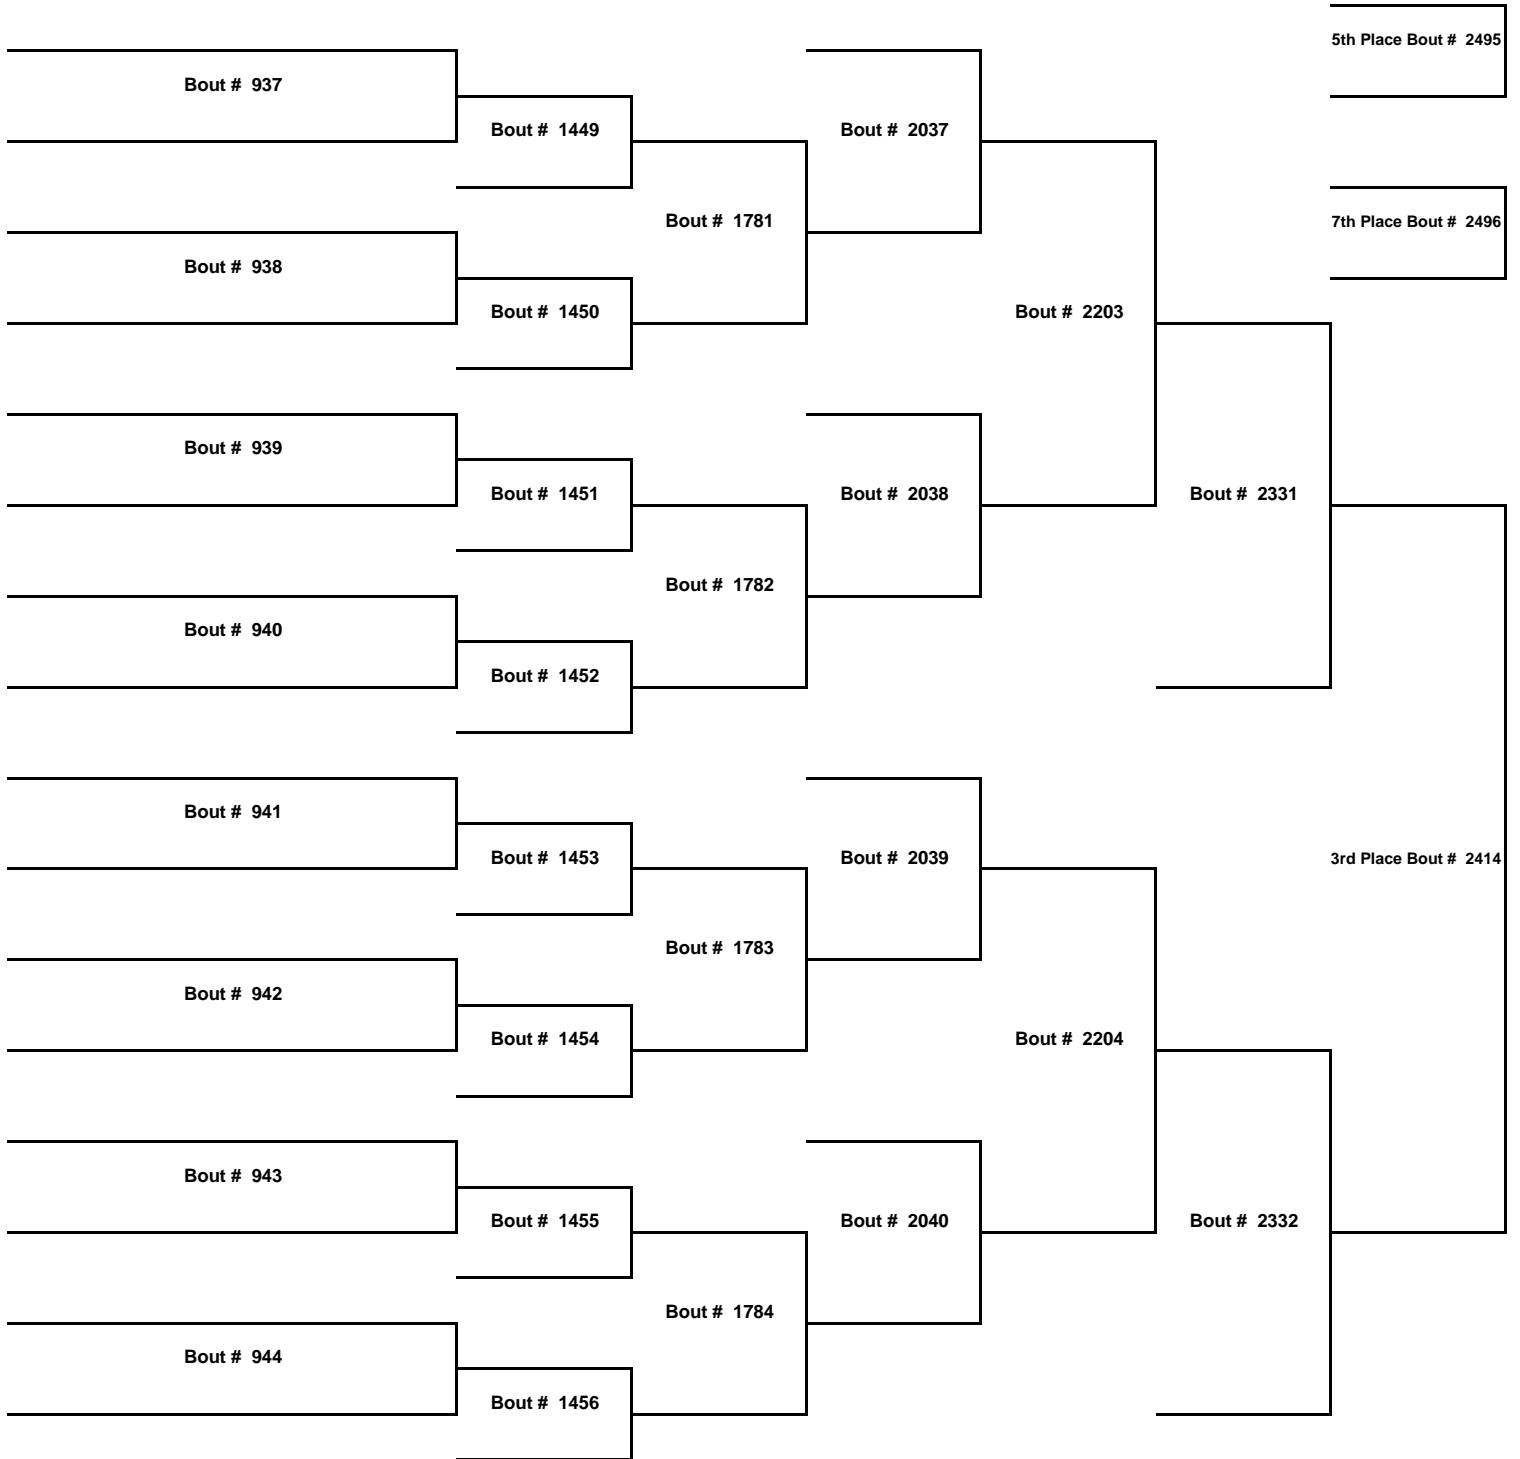 5th Place Bout #  2495
Bout #  937
Bout #  1449
Bout #  2037
Bout #  1781
7th Place Bout #  2496
Bout #  938
Bout #  1450
Bout #  2203
Bout #  939
Bout #  1451
Bout #  2038
Bout #  2331
Bout #  1782
Bout #  940
Bout #  1452
Bout #  941
Bout #  1453
Bout #  2039
3rd Place Bout #  2414
Bout #  1783
Bout #  942
Bout #  1454
Bout #  2204
Bout #  943
Bout #  1455
Bout #  2040
Bout #  2332
Bout #  1784
Bout #  944
Bout #  1456